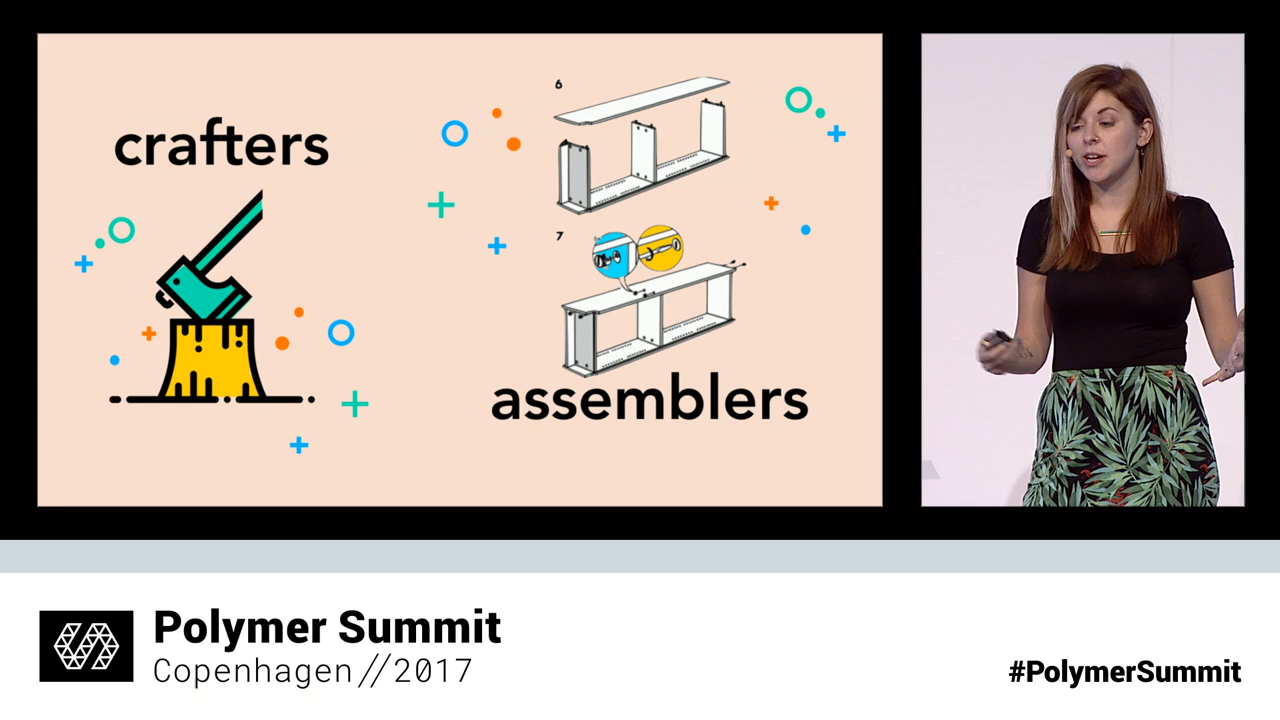 crafters
6
7
assemblers
Polymer Summit
Copenhagen//2017
#PolymerSummit